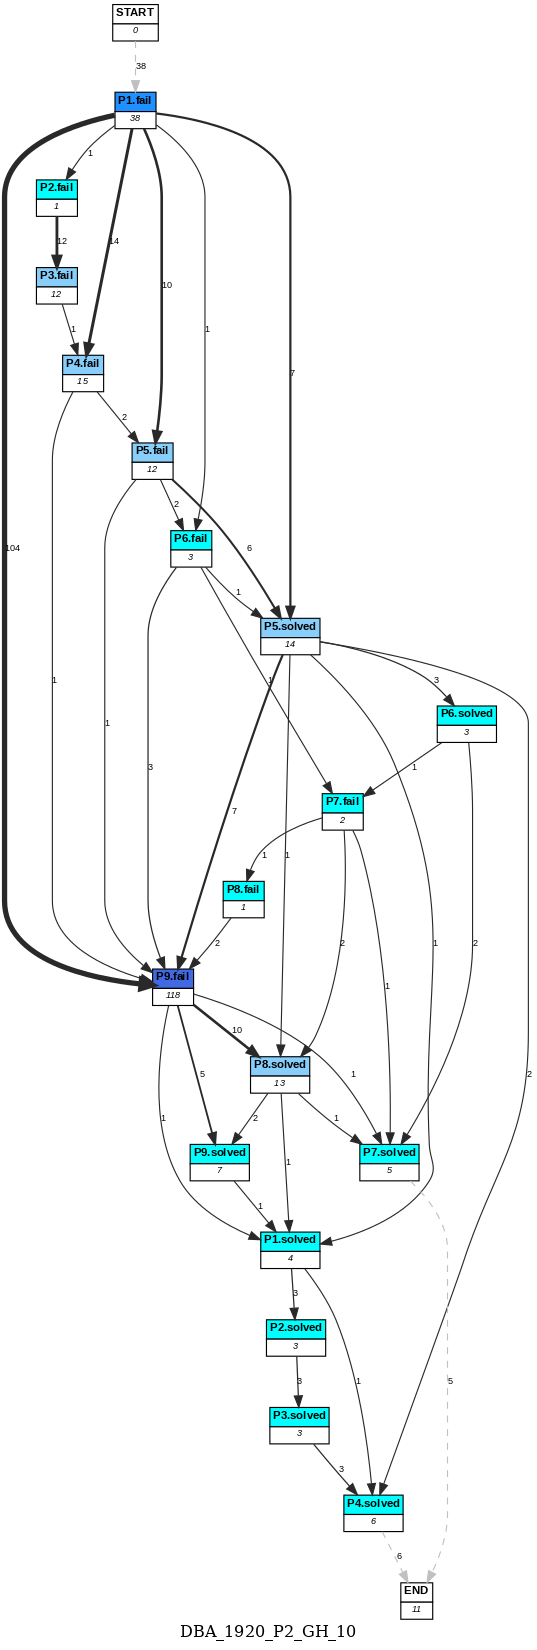 START
0
38
P1.fail
38
1
P2.fail
1
12
14
10
P3.fail
12
1
1
7
P4.fail
15
2
P5.fail
12
104
2
6
P6.fail
3
1
P5.solved
14
1
1
3
P6.solved
3
1
3
7
1
P7.fail
2
1
1
2
P8.fail
1
2
1
1
2
P9.fail
118
10
5
1
2
P8.solved
13
1
2
1
1
P9.solved
7
P7.solved
5
1
P1.solved
4
3
P2.solved
3
3
1
5
P3.solved
3
3
P4.solved
6
6
END
11
DBA_1920_P2_GH_10